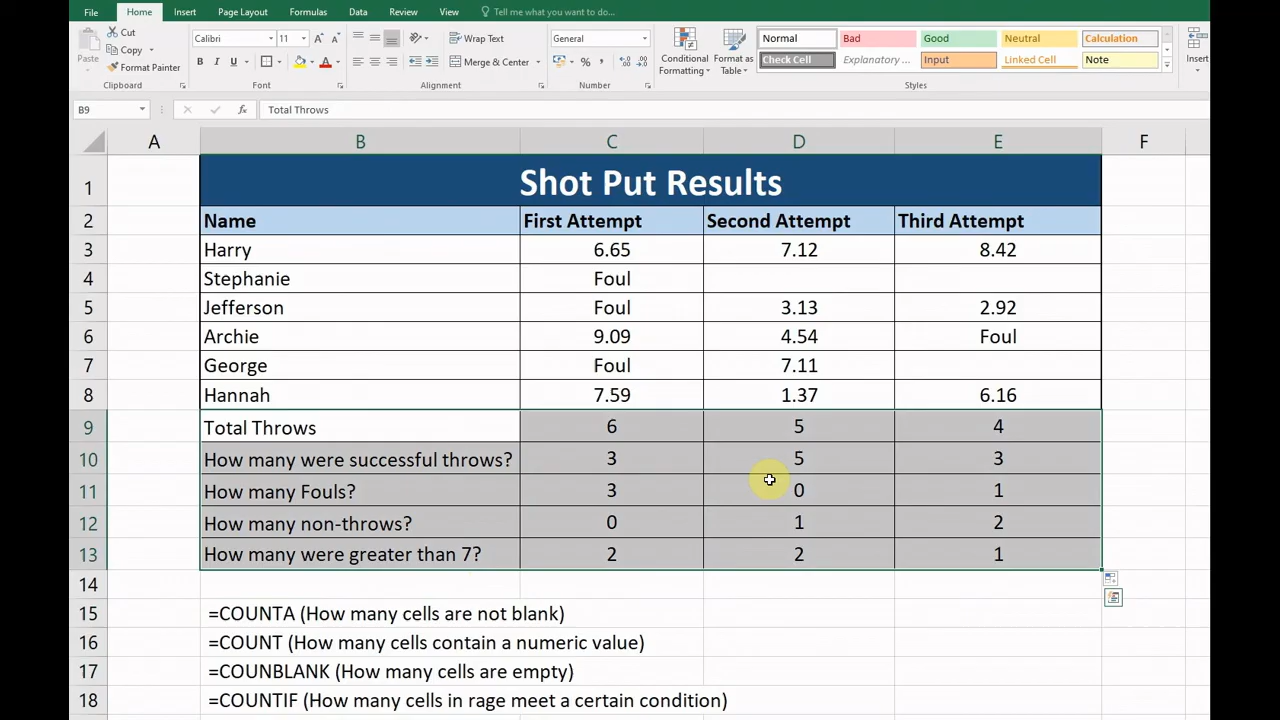 File Home Insert Page Layout Formulas Data Review View Tell me what you want to do...
Cut
Copy
Format Painter
Paste
Calibri 11
B I U
Wrap Text
Merge & Center
General
%
Conditional Formatting
Format as Table
Normal Bad Good Neutral Calculation
Check Cell Explanatory ... Input Linked Cell Note
Insert
Clipboard Font Alignment Number Styles
B9 fx Total Throws
A B C D E F
1 Shot Put Results
2 Name First Attempt Second Attempt Third Attempt
3 Harry 6.65 7.12 8.42
4 Stephanie Foul
5 Jefferson Foul 3.13 2.92
6 Archie 9.09 4.54 Foul
7 George Foul 7.11
8 Hannah 7.59 1.37 6.16
9 Total Throws 6 5 4
10 How many were successful throws? 3 5 3
11 How many Fouls? 3 0 1
12 How many non-throws? 0 1 2
13 How many were greater than 7? 2 2 1
14
15 =COUNTA (How many cells are not blank)
16 =COUNT (How many cells contain a numeric value)
17 =COUNBLANK (How many cells are empty)
18 =COUNTIF (How many cells in rage meet a certain condition)